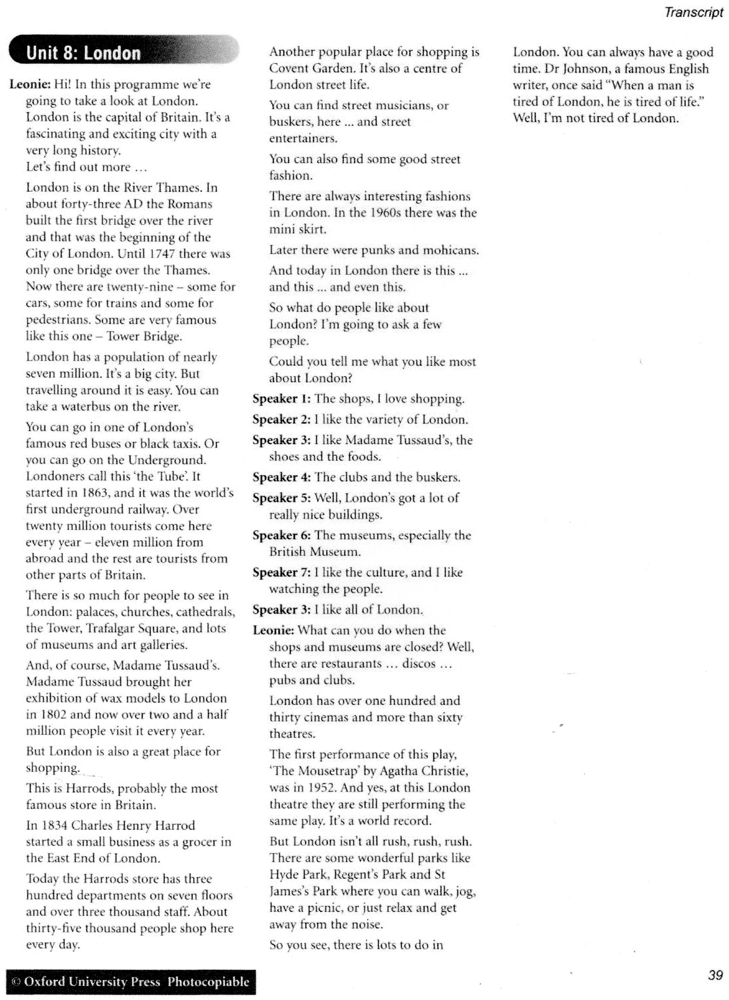 Transcript
Unit 8: London
Leonie: Hi! In this programme we're
going to take a look at London.
London is the capital of Britain. It's a
fascinating and exciting city with a
very long history.
Let's find out more ...
London is on the River Thames. In
about forty-three AD the Romans
built the first bridge over the river
and that was the beginning of the
City of London. Until 1747 there was
only one bridge over the Thames.
Now there are twenty-nine – some for
cars, some for trains and some for
pedestrians. Some are very famous
like this one – Tower Bridge.
London has a population of nearly
seven million. It's a big city. But
travelling around it is easy. You can
take a waterbus on the river.
You can go in one of London's
famous red buses or black taxis. Or
you can go on the Underground.
Londoners call this 'the Tube'. It
started in 1863, and it was the world's
first underground railway. Over
twenty million tourists come here
every year – eleven million from
abroad and the rest are tourists from
other parts of Britain.
There is so much for people to see in
London: palaces, churches, cathedrals,
the Tower, Trafalgar Square, and lots
of museums and art galleries.
And, of course, Madame Tussaud's.
Madame Tussaud brought her
exhibition of wax models to London
in 1802 and now over two and a half
million people visit it every year.
But London is also a great place for
shopping.
This is Harrods, probably the most
famous store in Britain.
In 1834 Charles Henry Harrod
started a small business as a grocer in
the East End of London.
Today the Harrods store has three
hundred departments on seven floors
and over three thousand staff. About
thirty-five thousand people shop here
every day.
Another popular place for shopping is
Covent Garden. It's also a centre of
London street life.
You can find street musicians, or
buskers, here ... and street
entertainers.
You can also find some good street
fashion.
There are always interesting fashions
in London. In the 1960s there was the
mini skirt.
Later there were punks and mohicans.
And today in London there is this ...
and this ... and even this.
So what do people like about
London? I'm going to ask a few
people.
Could you tell me what you like most
about London?
Speaker 1: The shops, I love shopping.
Speaker 2: I like the variety of London.
Speaker 3: I like Madame Tussaud's, the
shoes and the foods.
Speaker 4: The clubs and the buskers.
Speaker 5: Well, London's got a lot of
really nice buildings.
Speaker 6: The museums, especially the
British Museum.
Speaker 7: I like the culture, and I like
watching the people.
Speaker 3: I like all of London.
Leonie: What can you do when the
shops and museums are closed? Well,
there are restaurants ... discos ...
pubs and clubs.
London has over one hundred and
thirty cinemas and more than sixty
theatres.
The first performance of this play,
'The Mousetrap' by Agatha Christie,
was in 1952. And yes, at this London
theatre they are still performing the
same play. It's a world record.
But London isn't all rush, rush, rush.
There are some wonderful parks like
Hyde Park, Regent's Park and St
James's Park where you can walk, jog,
have a picnic, or just relax and get
away from the noise.
So you see, there is lots to do in
London. You can always have a good
time. Dr Johnson, a famous English
writer, once said "When a man is
tired of London, he is tired of life."
Well, I'm not tired of London.
© Oxford University Press Photocopiable
39